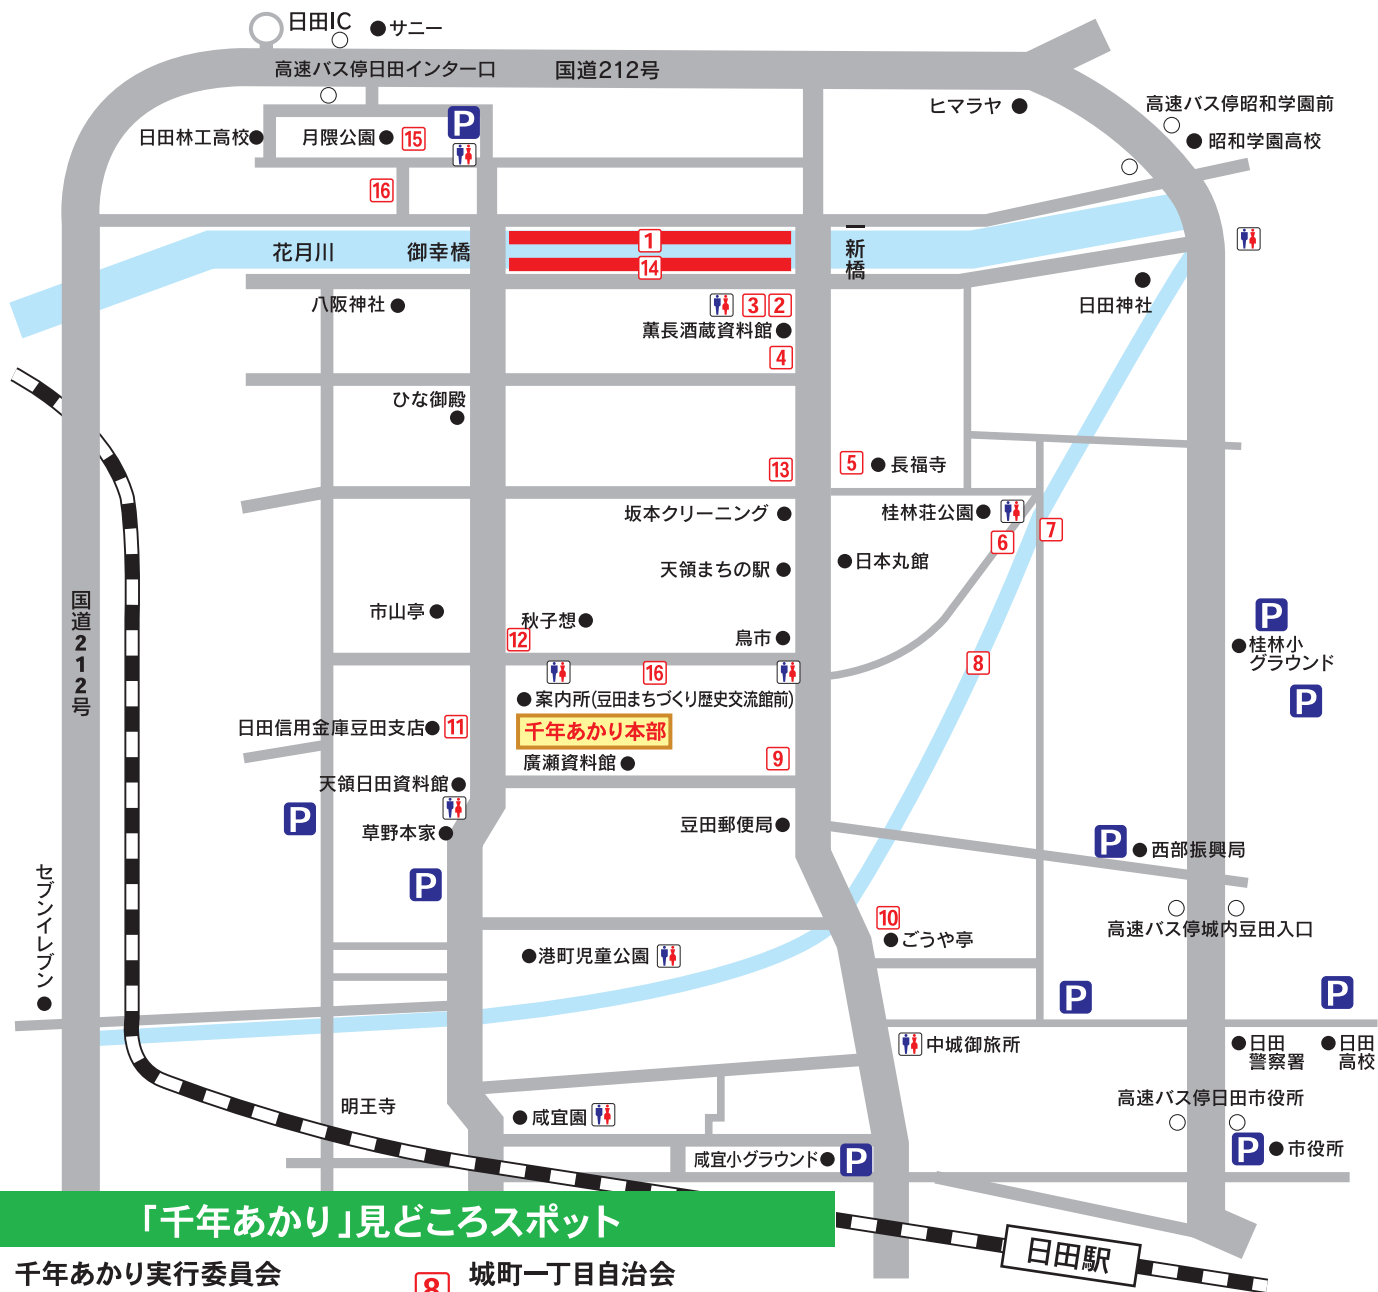 日田IC
サニー
高速バス停日田インター口
国道212号
ヒマラヤ
高速バス停昭和学園前
昭和学園高校
日田林工高校
月隈公園
15
P
16
花月川
御幸橋
1
14
新橋
八阪神社
3
2
薫長酒蔵資料館
4
日田神社
ひな御殿
13
5
長福寺
坂本クリーニング
桂林荘公園
6
7
天領まちの駅
日本丸館
国道212号
市山亭
秋子想
12
鳥市
16
8
P
桂林小
グラウンド
P
案内所(豆田まちづくり歴史交流館前)
日田信用金庫豆田支店
11
千年あかり本部
廣瀬資料館
9
天領日田資料館
P
草野本家
豆田郵便局
P
西部振興局
セブンイレブン
P
10
ごうや亭
高速バス停城内豆田入口
港町児童公園
P
P
中城御旅所
日田
警察署
日田
高校
明王寺
咸宜園
高速バス停日田市役所
咸宜小グラウンド
P
P
市役所
「千年あかり」見どころスポット
日田駅
千年あかり実行委員会
8
城町一丁目自治会